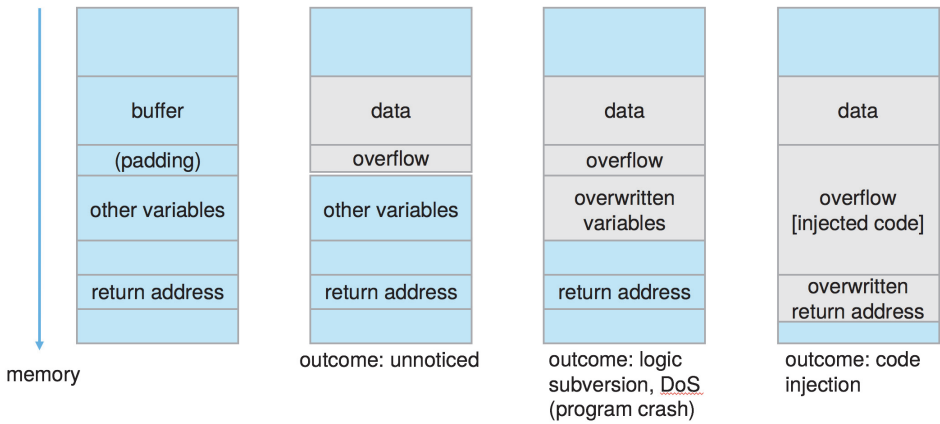 buffer
(padding)
other variables
return address
memory
data
overflow
other variables
return address
outcome: unnoticed
data
overflow
overwritten
variables
return address
outcome: logic
subversion, DoS
(program crash)
data
overflow
[injected code]
overwritten
return address
outcome: code
injection